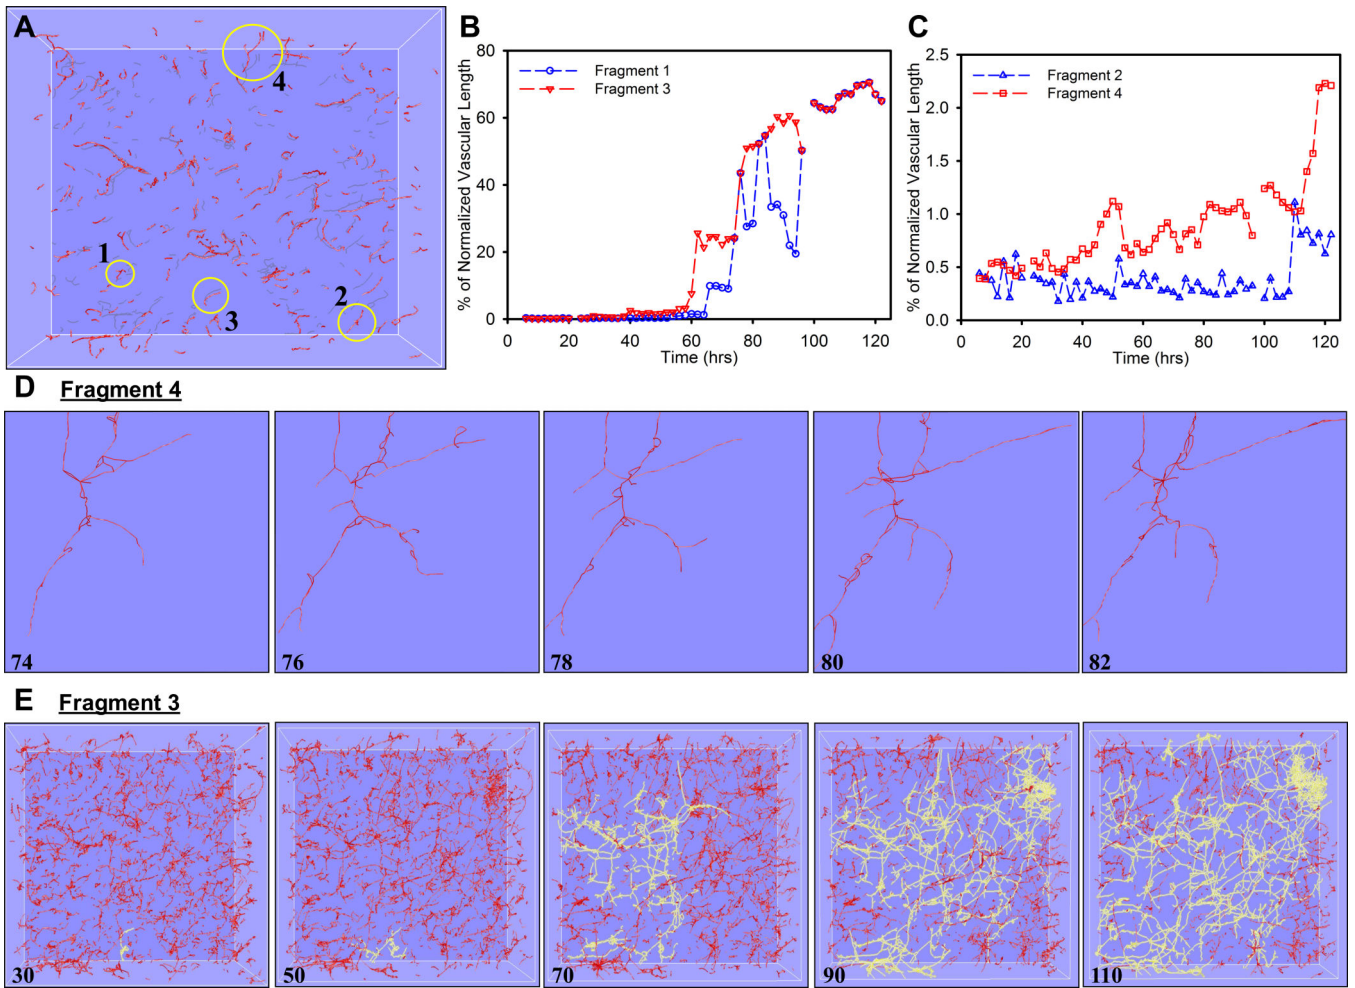 A
4
1
3
2
B
% of Normalized Vascular Length
80
60
40
20
0
Fragment 1
Fragment 3
0 20 40 60 80 100 120
Time (hrs)
C
% of Normalized Vascular Length
2.5
2.0
1.5
1.0
0.5
0.0
Fragment 2
Fragment 4
0 20 40 60 80 100 120
Time (hrs)
D Fragment 4
74 76 78 80 82
E Fragment 3
30 50 70 90 110